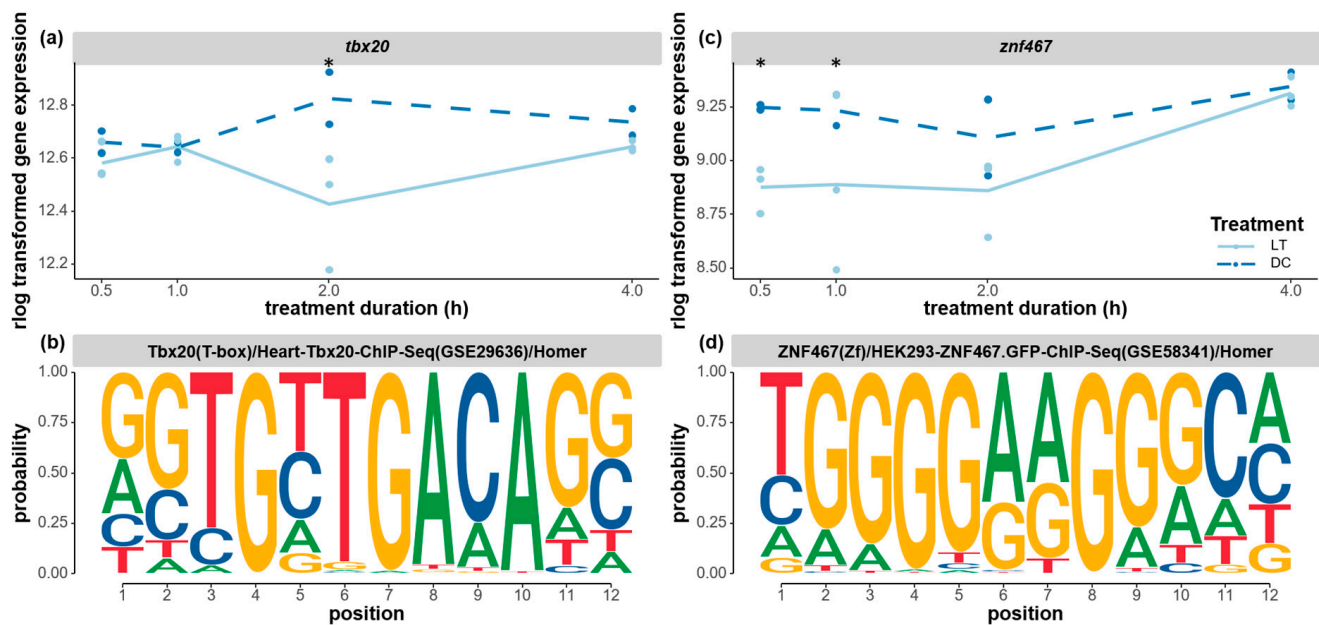 (a)
tbx20
*
rlog transformed gene expression
12.8
12.6
12.4
12.2
0.5 1.0 2.0 4.0
treatment duration (h)
(c)
znf467
* *
rlog transformed gene expression
9.25
9.00
8.75
8.50
Treatment
LT
DC
0.5 1.0 2.0 4.0
treatment duration (h)
(b)
Tbx20(T-box)/Heart-Tbx20-ChIP-Seq(GSE29636)/Homer
probability
1.00
0.75
0.50
0.25
0.00
G G T G T T G A C A G G
A C C C C A C
C T A A A T T
T A G G C A
1 2 3 4 5 6 7 8 9 10 11 12
position
(d)
ZNF467(Zf)/HEK293-ZNF467.GFP-ChIP-Seq(GSE58341)/Homer
probability
1.00
0.75
0.50
0.25
0.00
T G G G G A A G G G C A
C A A T G G A A A C
A T C T T T T
G C G G
1 2 3 4 5 6 7 8 9 10 11 12
position